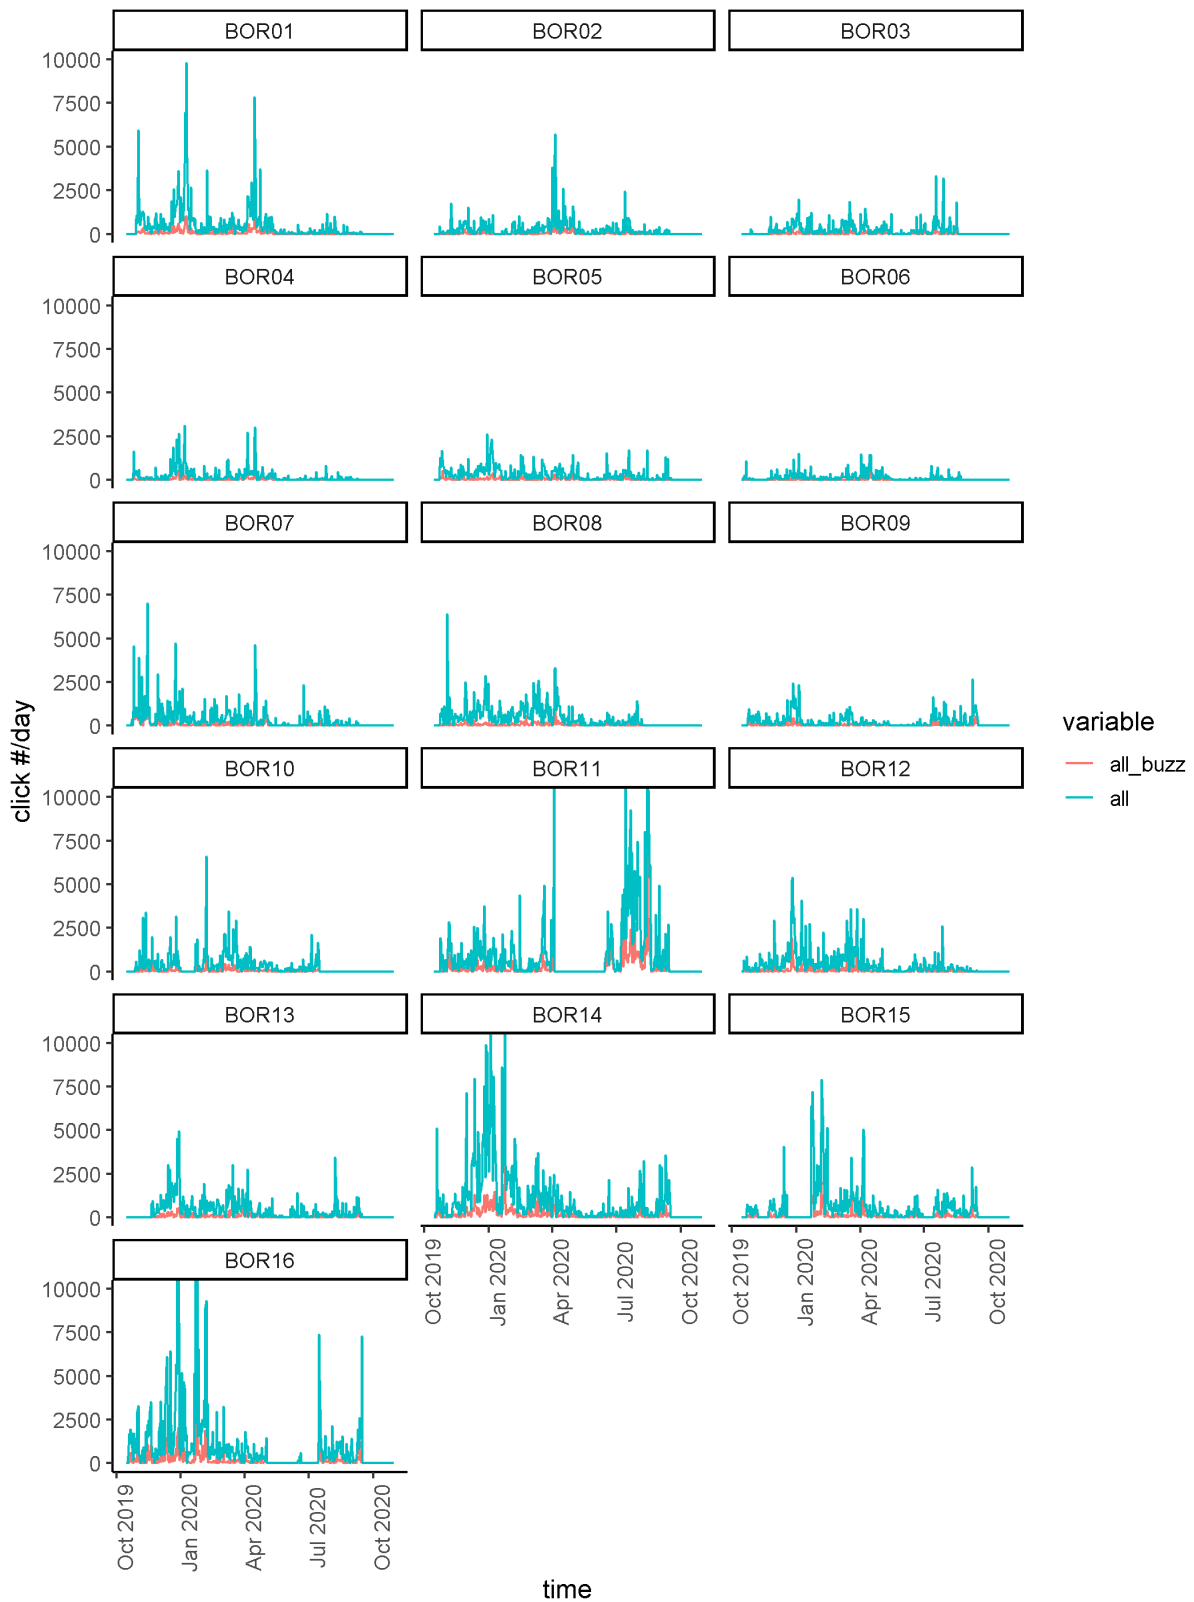 BOR01 BOR02 BOR03
10000
7500
5000
2500
0
BOR04 BOR05 BOR06
10000
7500
5000
2500
0
BOR07 BOR08 BOR09
10000
7500
5000
2500
0
click #/day
variable
all_buzz
all
BOR10 BOR11 BOR12
10000
7500
5000
2500
0
BOR13 BOR14 BOR15
10000
7500
5000
2500
0
Oct 2019 Jan 2020 Apr 2020 Jul 2020 Oct 2020 Oct 2019 Jan 2020 Apr 2020 Jul 2020 Oct 2020
BOR16
10000
7500
5000
2500
0
Oct 2019 Jan 2020 Apr 2020 Jul 2020 Oct 2020
time